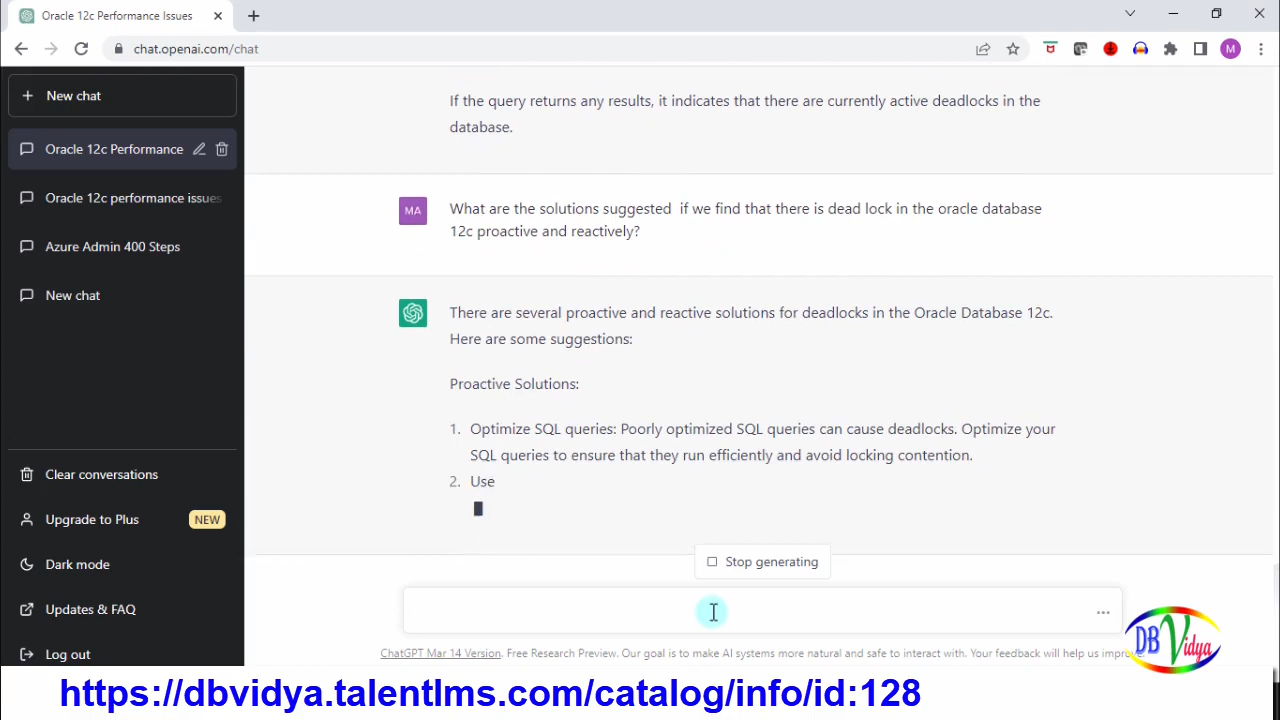 Oracle 12c Performance Issues
chat.openai.com/chat
M
New chat
Oracle 12c Performance
Oracle 12c performance issues
Azure Admin 400 Steps
New chat
Clear conversations
Upgrade to Plus NEW
Dark mode
Updates & FAQ
Log out
If the query returns any results, it indicates that there are currently active deadlocks in the
database.
MA
What are the solutions suggested  if we find that there is dead lock in the oracle database
12c proactive and reactively?
There are several proactive and reactive solutions for deadlocks in the Oracle Database 12c.
Here are some suggestions:
Proactive Solutions:
1. Optimize SQL queries: Poorly optimized SQL queries can cause deadlocks. Optimize your
SQL queries to ensure that they run efficiently and avoid locking contention.
2. Use
Stop generating
ChatGPT Mar 14 Version. Free Research Preview. Our goal is to make AI systems more natural and safe to interact with. Your feedback will help us improve.
DB Vidya
https://dbvidya.talentlms.com/catalog/info/id:128